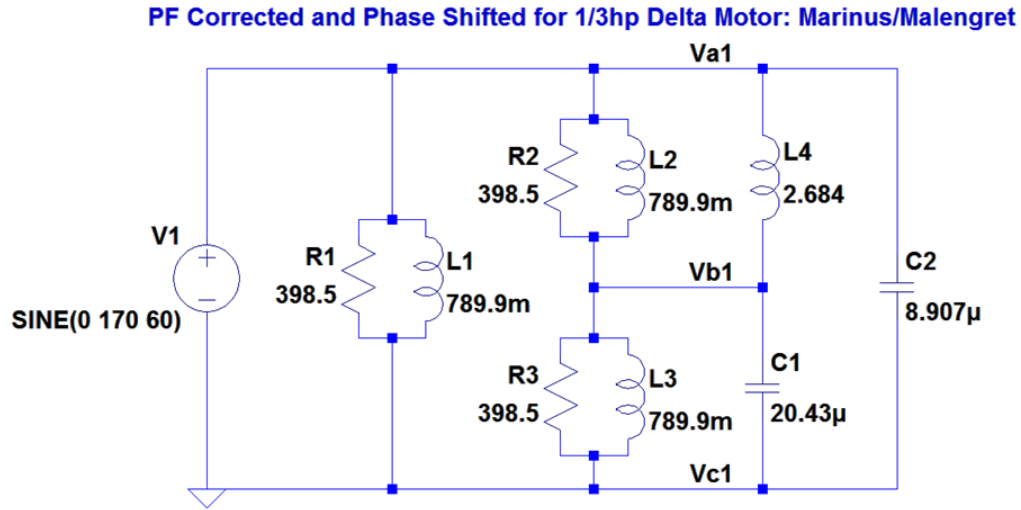 PF Corrected and Phase Shifted for 1/3hp Delta Motor: Marinus/Malengret
Va1
R2
398.5
L2
789.9m
L4
2.684
V1
SINE(0 170 60)
R1
398.5
L1
789.9m
Vb1
C2
8.907µ
R3
398.5
L3
789.9m
C1
20.43µ
Vc1